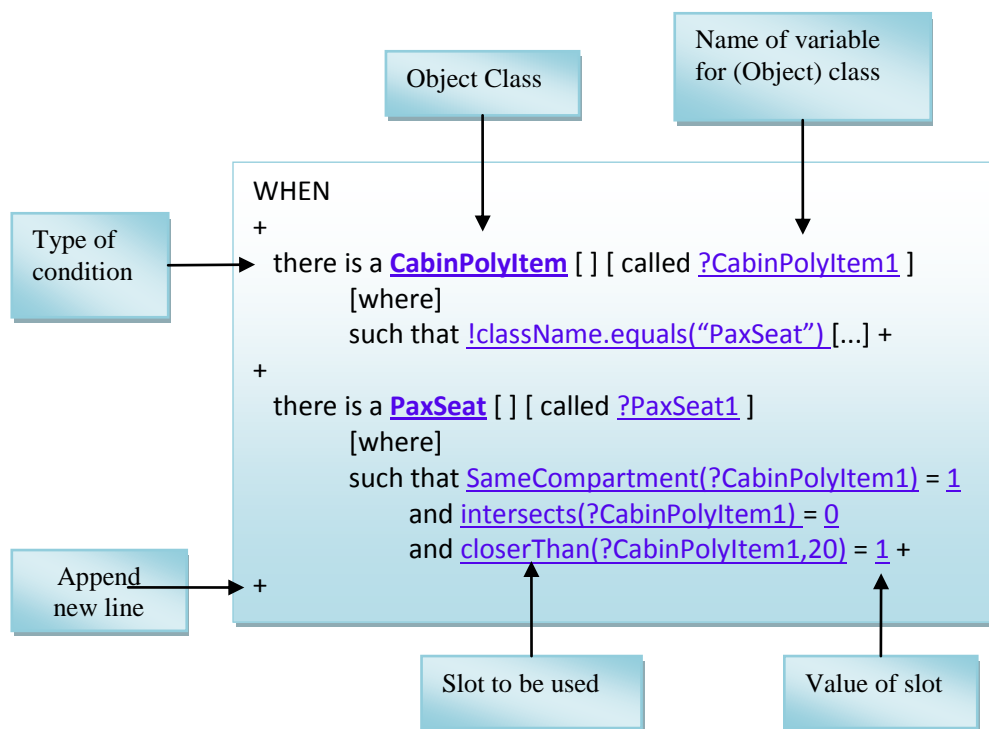 Name of variable
for (Object) class
Object Class
WHEN
+
Type of
condition
there is a CabinPolyItem [ ] [ called ?CabinPolyItem1 ]
[where]
such that !className.equals(“PaxSeat”) [...] +
+
there is a PaxSeat [ ] [ called ?PaxSeat1 ]
[where]
such that SameCompartment(?CabinPolyItem1) = 1
and intersects(?CabinPolyItem1) = 0
and closerThan(?CabinPolyItem1,20) = 1 +
Append
new line
+
Slot to be used
Value of slot